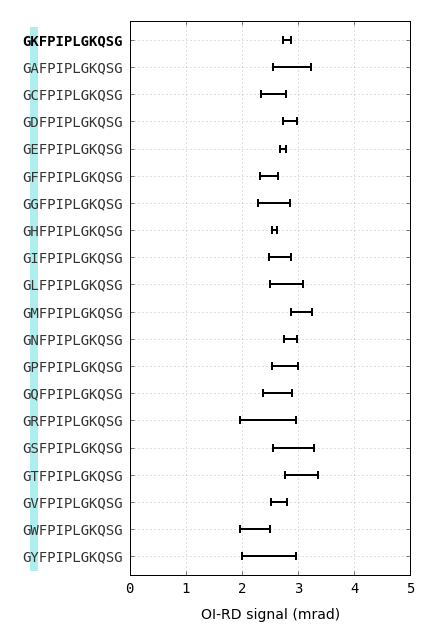 GKFPIPLGKQSG
GAFPIPLGKQSG
GCFPIPLGKQSG
GDFPIPLGKQSG
GEFPIPLGKQSG
GFFPIPLGKQSG
GGFPIPLGKQSG
GHFPIPLGKQSG
GIFPIPLGKQSG
GLFPIPLGKQSG
GMFPIPLGKQSG
GNFPIPLGKQSG
GPFPIPLGKQSG
GQFPIPLGKQSG
GRFPIPLGKQSG
GSFPIPLGKQSG
GTFPIPLGKQSG
GVFPIPLGKQSG
GWFPIPLGKQSG
GYFPIPLGKQSG
0 1 2 3 4 5
OI-RD signal (mrad)